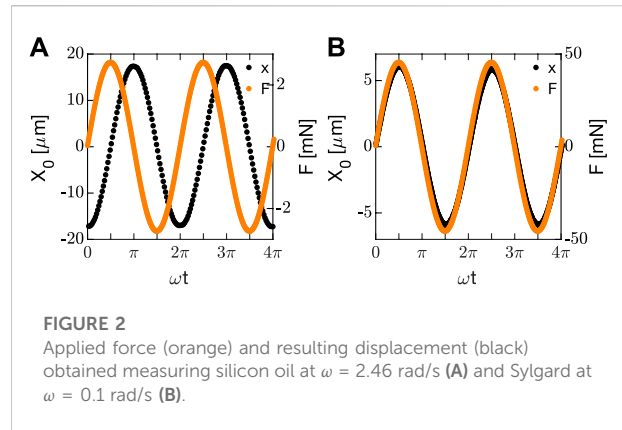 A
B
20
10
0
-10
-20
X₀ [μm]
2
0
-2
F [mN]
x
F
0
π
2π
3π
4π
ωt
5
0
-5
X₀ [μm]
50
0
-50
F [mN]
x
F
0
π
2π
3π
4π
ωt
FIGURE 2
Applied force (orange) and resulting displacement (black)
obtained measuring silicon oil at ω = 2.46 rad/s (A) and Sylgard at
ω = 0.1 rad/s (B).